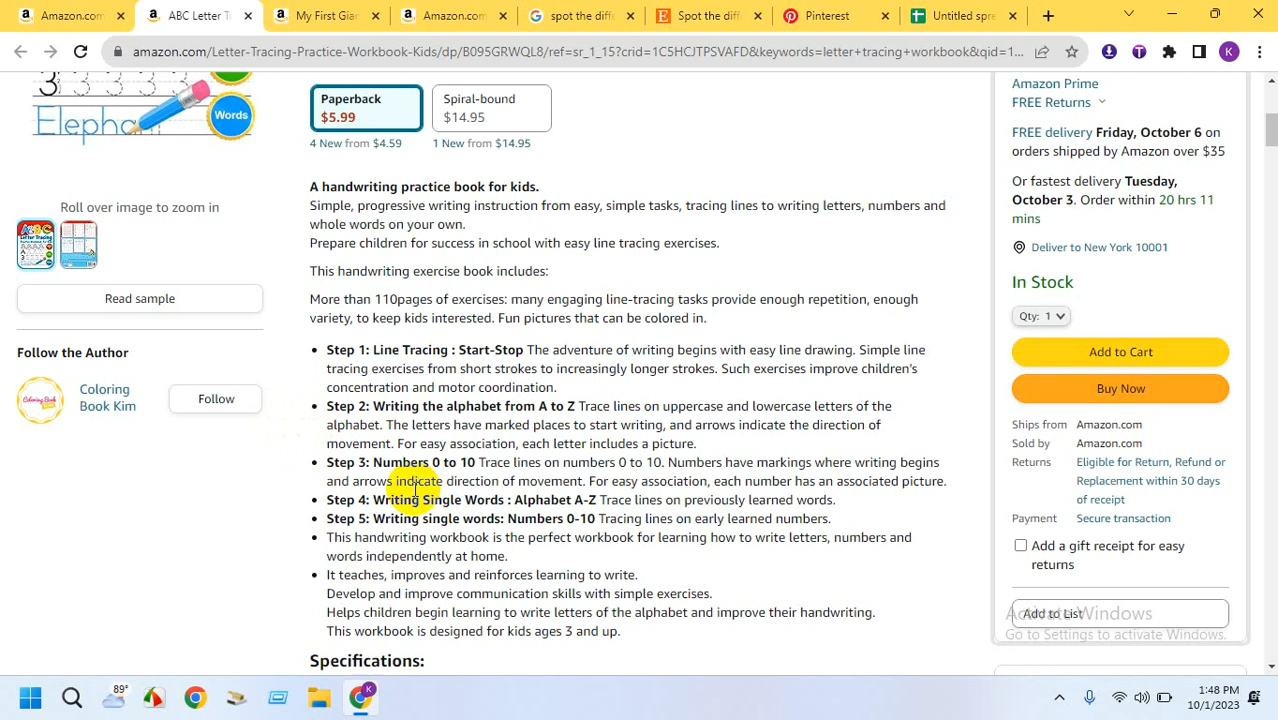 Amazon.com
ABC Letter T
My First Gian
Amazon.com
spot the diff
Spot the diff
Pinterest
Untitled spre
amazon.com/Letter-Tracing-Practice-Workbook-Kids/dp/B095GRWQL8/ref=sr_1_15?crid=1C5HCJTPSVAFD&keywords=letter+tracing+workbook&qid=1...
K
3
Elephant
Words
Roll over image to zoom in
Read sample
Follow the Author
Coloring
Book Kim
Follow
Paperback
$5.99
Spiral-bound
$14.95
4 New from $4.59
1 New from $14.95
A handwriting practice book for kids.
Simple, progressive writing instruction from easy, simple tasks, tracing lines to writing letters, numbers and
whole words on your own.
Prepare children for success in school with easy line tracing exercises.
This handwriting exercise book includes:
More than 110pages of exercises: many engaging line-tracing tasks provide enough repetition, enough
variety, to keep kids interested. Fun pictures that can be colored in.
Step 1: Line Tracing : Start-Stop The adventure of writing begins with easy line drawing. Simple line
tracing exercises from short strokes to increasingly longer strokes. Such exercises improve children's
concentration and motor coordination.
Step 2: Writing the alphabet from A to Z Trace lines on uppercase and lowercase letters of the
alphabet. The letters have marked places to start writing, and arrows indicate the direction of
movement. For easy association, each letter includes a picture.
Step 3: Numbers 0 to 10 Trace lines on numbers 0 to 10. Numbers have markings where writing begins
and arrows indicate direction of movement. For easy association, each number has an associated picture.
Step 4: Writing Single Words : Alphabet A-Z Trace lines on previously learned words.
Step 5: Writing single words: Numbers 0-10 Tracing lines on early learned numbers.
This handwriting workbook is the perfect workbook for learning how to write letters, numbers and
words independently at home.
It teaches, improves and reinforces learning to write.
Develop and improve communication skills with simple exercises.
Helps children begin learning to write letters of the alphabet and improve their handwriting.
This workbook is designed for kids ages 3 and up.
Specifications:
Amazon Prime
FREE Returns
FREE delivery Friday, October 6 on
orders shipped by Amazon over $35
Or fastest delivery Tuesday,
October 3. Order within 20 hrs 11
mins
Deliver to New York 10001
In Stock
Qty: 1
Add to Cart
Buy Now
Ships from Amazon.com
Sold by Amazon.com
Returns Eligible for Return, Refund or
Replacement within 30 days
of receipt
Payment Secure transaction
Add a gift receipt for easy
returns
Add to List
Activate Windows
Go to Settings to activate Windows.
89°
K
1:48 PM
10/1/2023